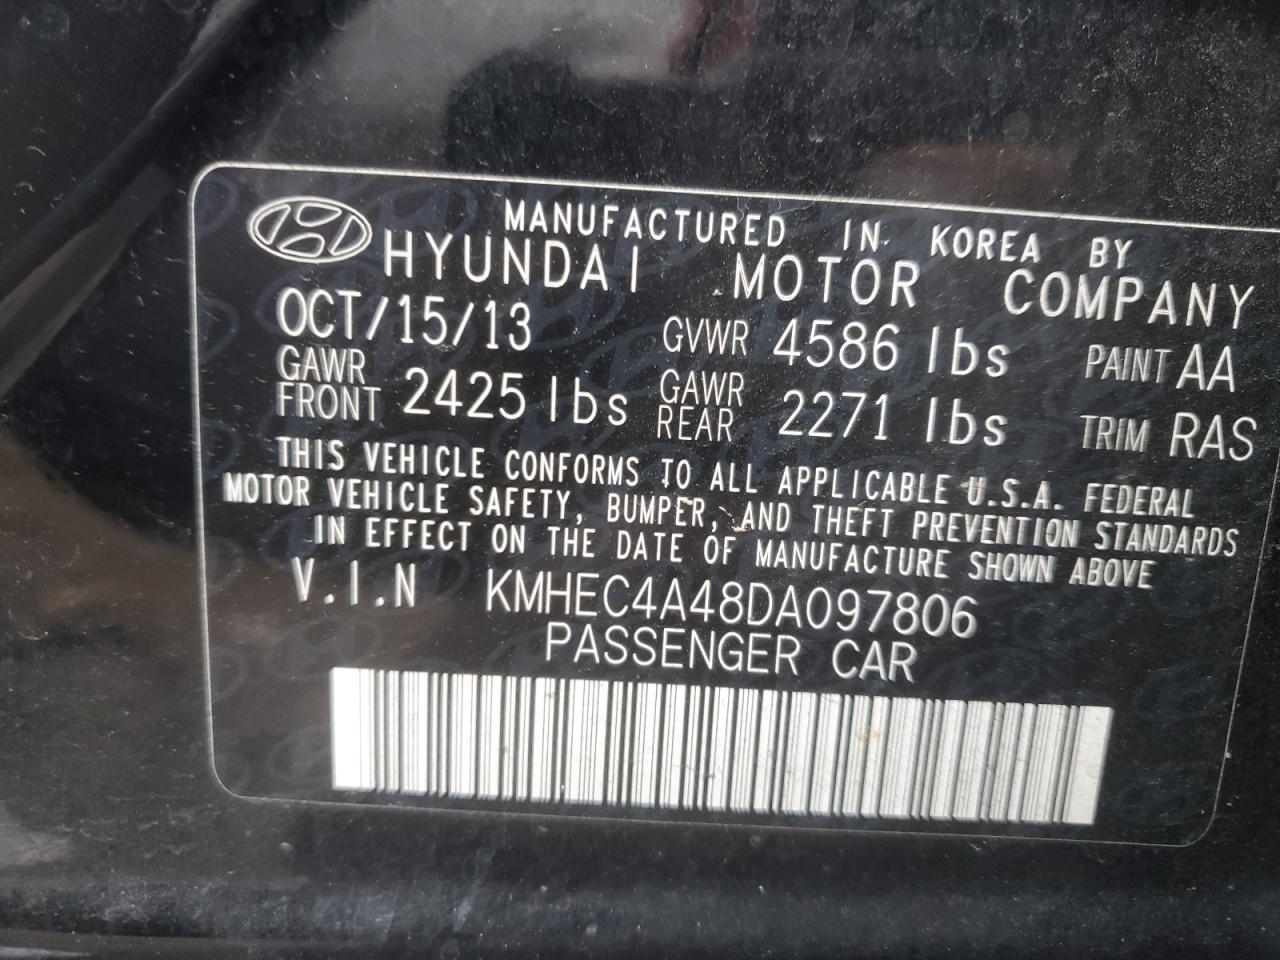 MANUFACTURED IN KOREA BY
HYUNDAI MOTOR COMPANY
OCT/15/13 GVWR 4586 lbs PAINT AA
GAWR FRONT 2425 lbs GAWR REAR 2271 lbs TRIM RAS
THIS VEHICLE CONFORMS TO ALL APPLICABLE U.S.A. FEDERAL
MOTOR VEHICLE SAFETY, BUMPER, AND THEFT PREVENTION STANDARDS
IN EFFECT ON THE DATE OF MANUFACTURE SHOWN ABOVE
V.I.N KMHEC4A48DA097806
PASSENGER CAR